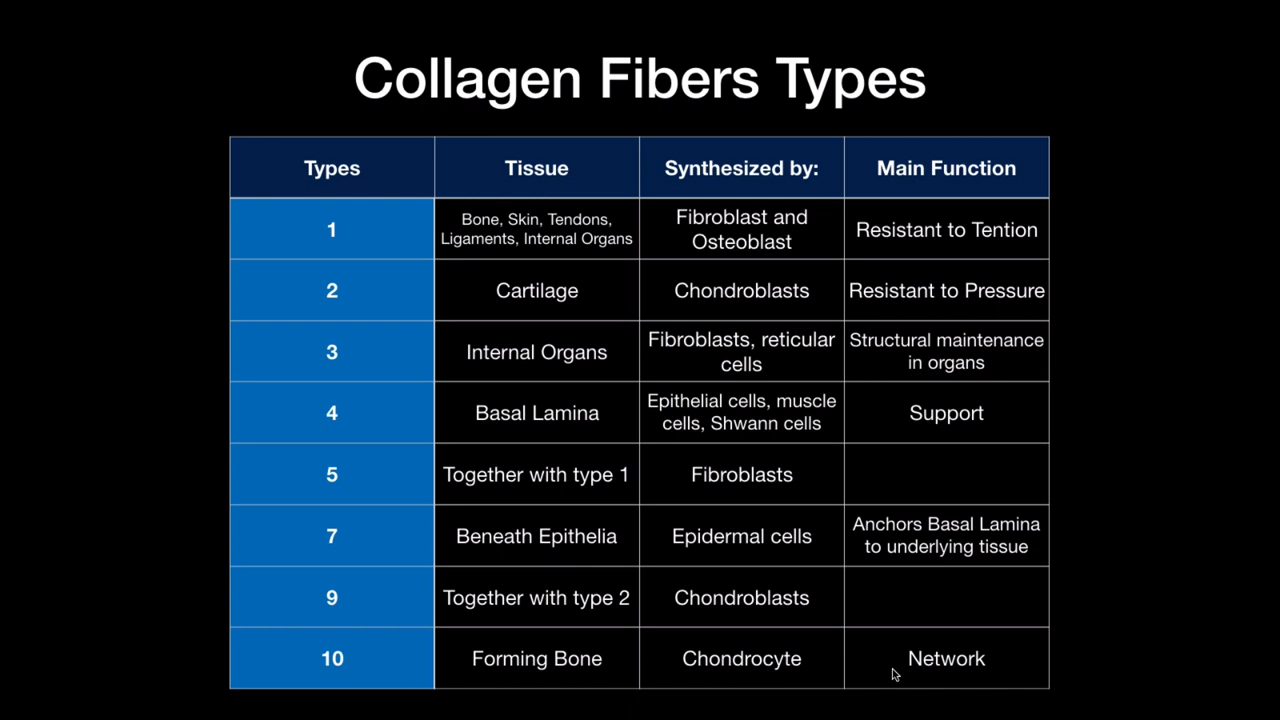 Collagen Fibers Types
Types Tissue Synthesized by: Main Function
1
Bone, Skin, Tendons,
Ligaments, Internal Organs
Fibroblast and
Osteoblast
Resistant to Tention
2 Cartilage Chondroblasts Resistant to Pressure
3 Internal Organs
Fibroblasts, reticular
cells
Structural maintenance
in organs
4 Basal Lamina
Epithelial cells, muscle
cells, Shwann cells
Support
5 Together with type 1 Fibroblasts
7 Beneath Epithelia Epidermal cells
Anchors Basal Lamina
to underlying tissue
9 Together with type 2 Chondroblasts
10 Forming Bone Chondrocyte Network